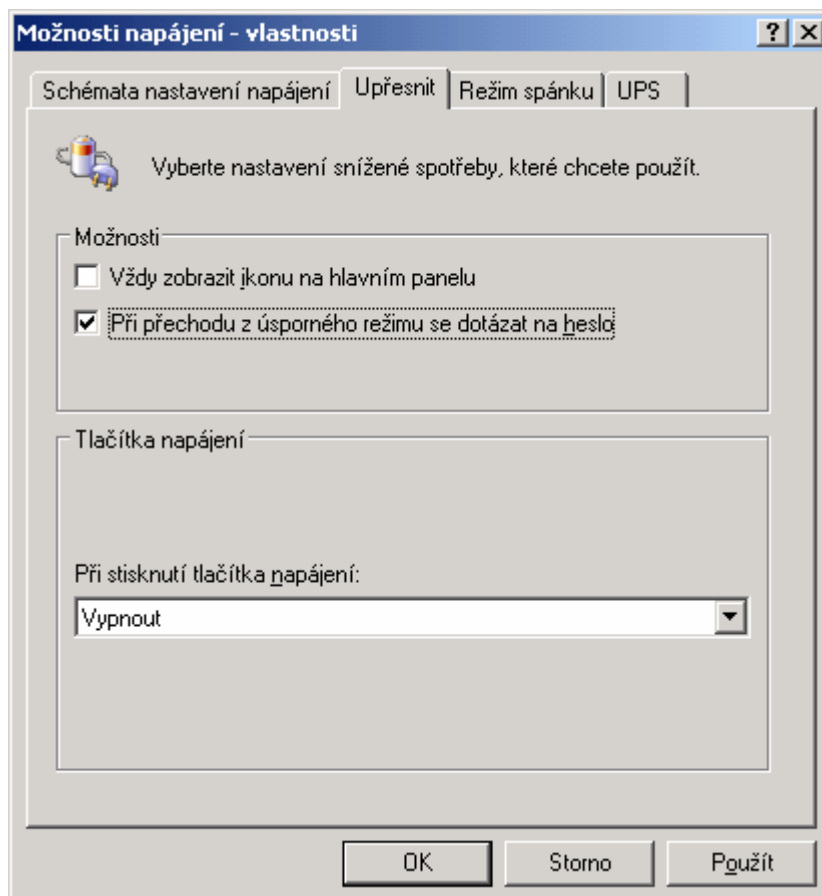 Možnosti napájení - vlastnosti
Schémata nastavení napájení Upřesnit Režim spánku UPS
Vyberte nastavení snížené spotřeby, které chcete použít.
Možnosti
Vždy zobrazit ikonu na hlavním panelu
Při přechodu z úsporného režimu se dotázat na heslo
Tlačítka napájení
Při stisknutí tlačítka napájení:
Vypnout
OK Storno Použít